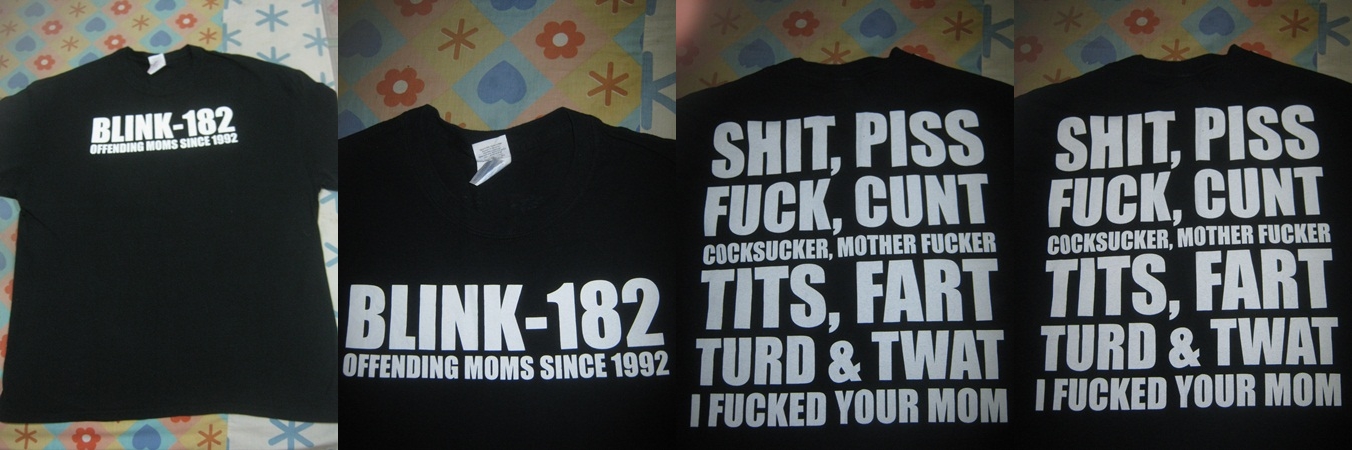 BLINK-182
OFFENDING MOMS SINCE 1992
BLINK-182
OFFENDING MOMS SINCE 1992
SHIT, PISS
FUCK, CUNT
COCKSUCKER, MOTHER FUCKER
TITS, FART
TURD & TWAT
I FUCKED YOUR MOM
SHIT, PISS
FUCK, CUNT
COCKSUCKER, MOTHER FUCKER
TITS, FART
TURD & TWAT
I FUCKED YOUR MOM